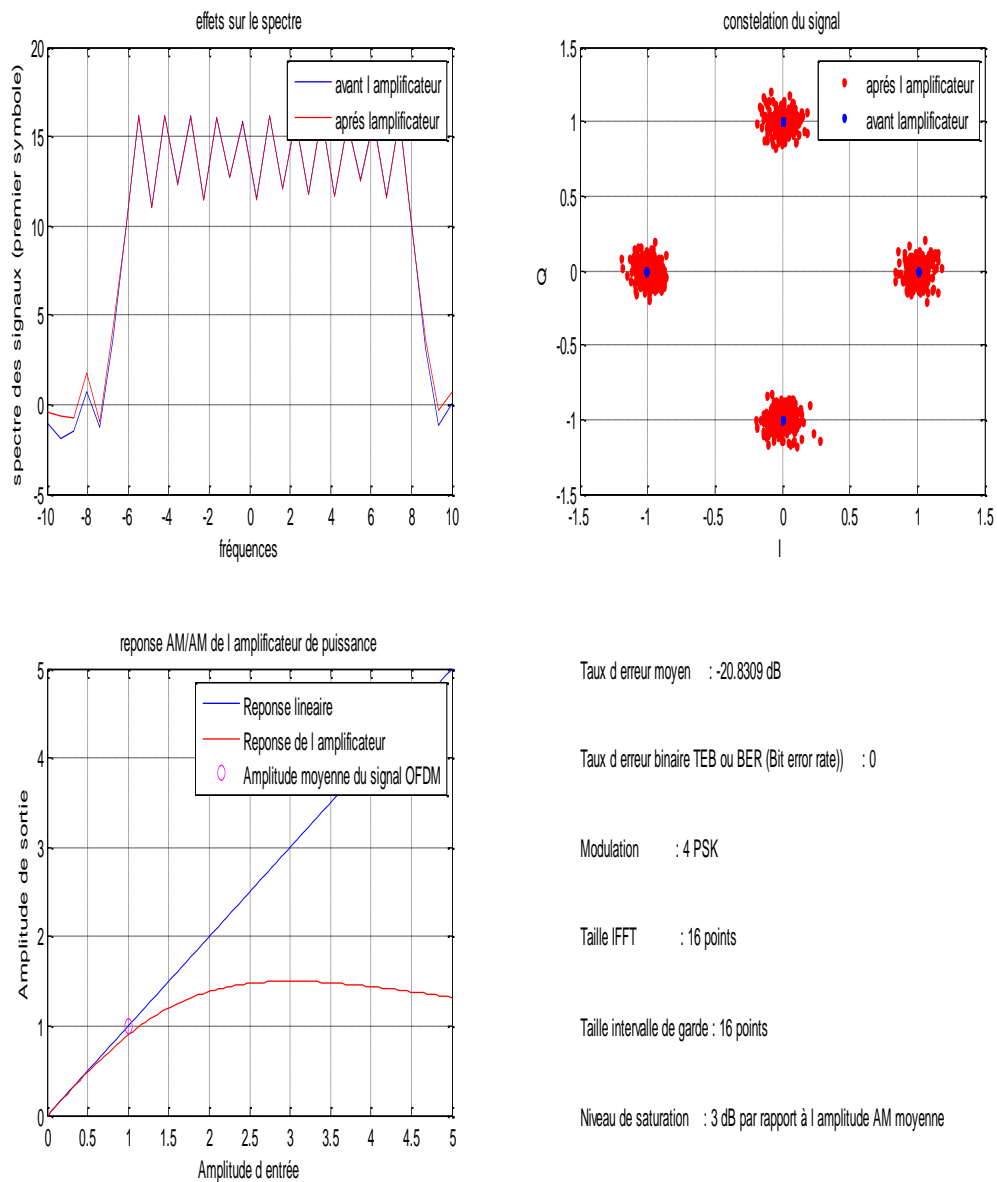 effets sur le spectre
20
15
10
5
0
-5
-10
-8
-6
-4
-2
0
2
4
6
8
10
avant l amplificateur
aprés lamplificateur
spectre des signaux (premier symbole)
fréquences
constelation du signal
1.5
1
0.5
0
-0.5
-1
-1.5
-1.5
-1
-0.5
0
0.5
1
1.5
aprés l amplificateur
avant lamplificateur
Q
I
reponse AM/AM de l amplificateur de puissance
5
4
3
2
1
0
0
0.5
1
1.5
2
2.5
3
3.5
4
4.5
5
Reponse lineaire
Reponse de l amplificateur
Amplitude moyenne du signal OFDM
Amplitude de sortie
Amplitude d entrée
Taux d erreur moyen : -20.8309 dB
Taux d erreur binaire TEB ou BER (Bit error rate)) : 0
Modulation : 4 PSK
Taille IFFT : 16 points
Taille intervalle de garde : 16 points
Niveau de saturation : 3 dB par rapport à l amplitude AM moyenne